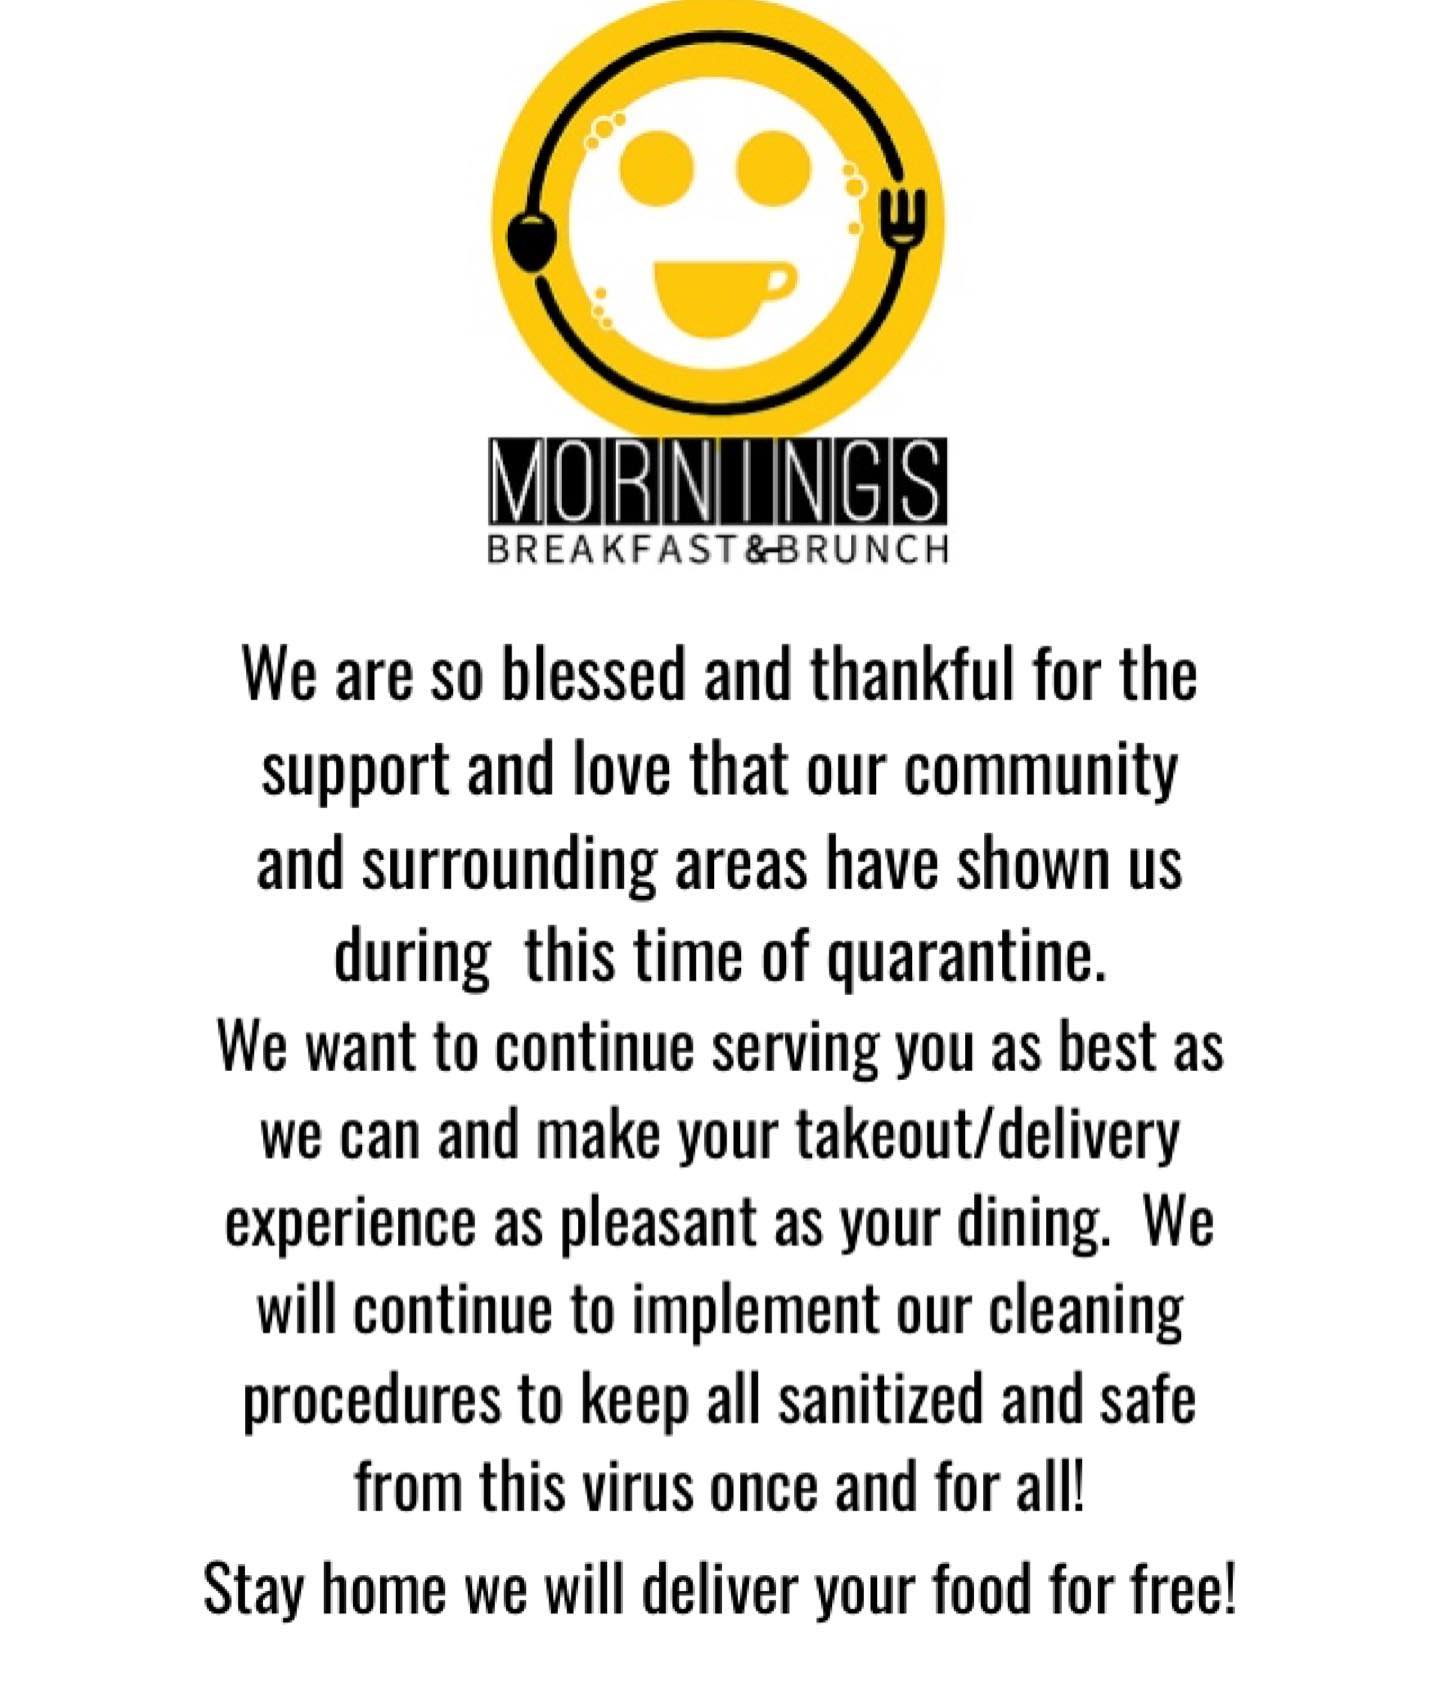 MORNINGS
BREAKFAST&BRUNCH
We are so blessed and thankful for the
support and love that our community
and surrounding areas have shown us
during  this time of quarantine.
We want to continue serving you as best as
we can and make your takeout/delivery
experience as pleasant as your dining.  We
will continue to implement our cleaning
procedures to keep all sanitized and safe
from this virus once and for all!
Stay home we will deliver your food for free!